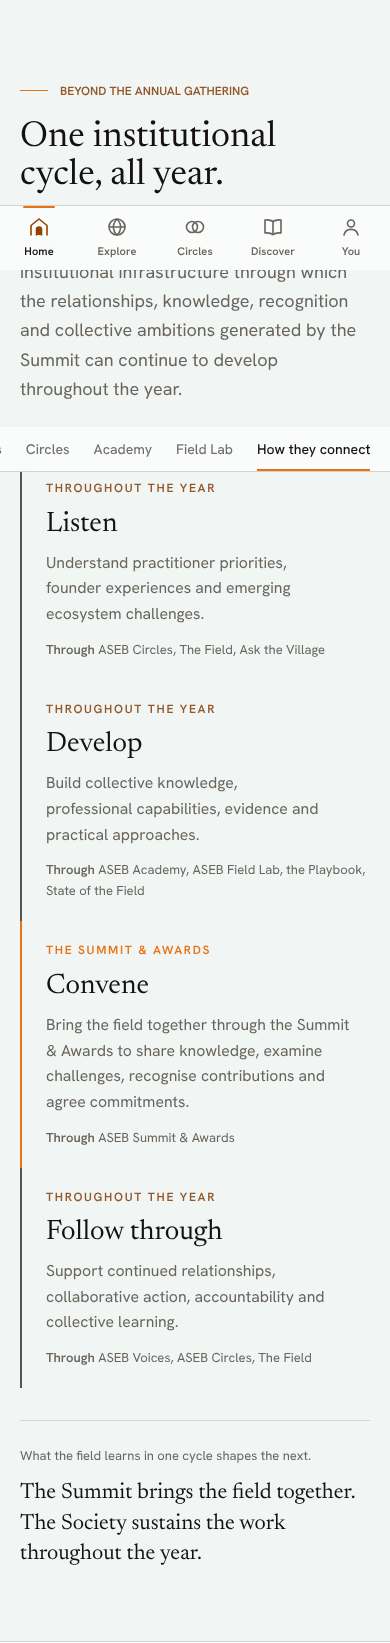 BEYOND THE ANNUAL GATHERING
One institutional
cycle, all year.
Home
Explore
Circles
Discover
You
institutional infrastructure through which
the relationships, knowledge, recognition
and collective ambitions generated by the
Summit can continue to develop
throughout the year.
s
Circles
Academy
Field Lab
How they connect
THROUGHOUT THE YEAR
Listen
Understand practitioner priorities,
founder experiences and emerging
ecosystem challenges.
Through ASEB Circles, The Field, Ask the Village
THROUGHOUT THE YEAR
Develop
Build collective knowledge,
professional capabilities, evidence and
practical approaches.
Through ASEB Academy, ASEB Field Lab, the Playbook,
State of the Field
THE SUMMIT & AWARDS
Convene
Bring the field together through the Summit
& Awards to share knowledge, examine
challenges, recognise contributions and
agree commitments.
Through ASEB Summit & Awards
THROUGHOUT THE YEAR
Follow through
Support continued relationships,
collaborative action, accountability and
collective learning.
Through ASEB Voices, ASEB Circles, The Field
What the field learns in one cycle shapes the next.
The Summit brings the field together.
The Society sustains the work
throughout the year.